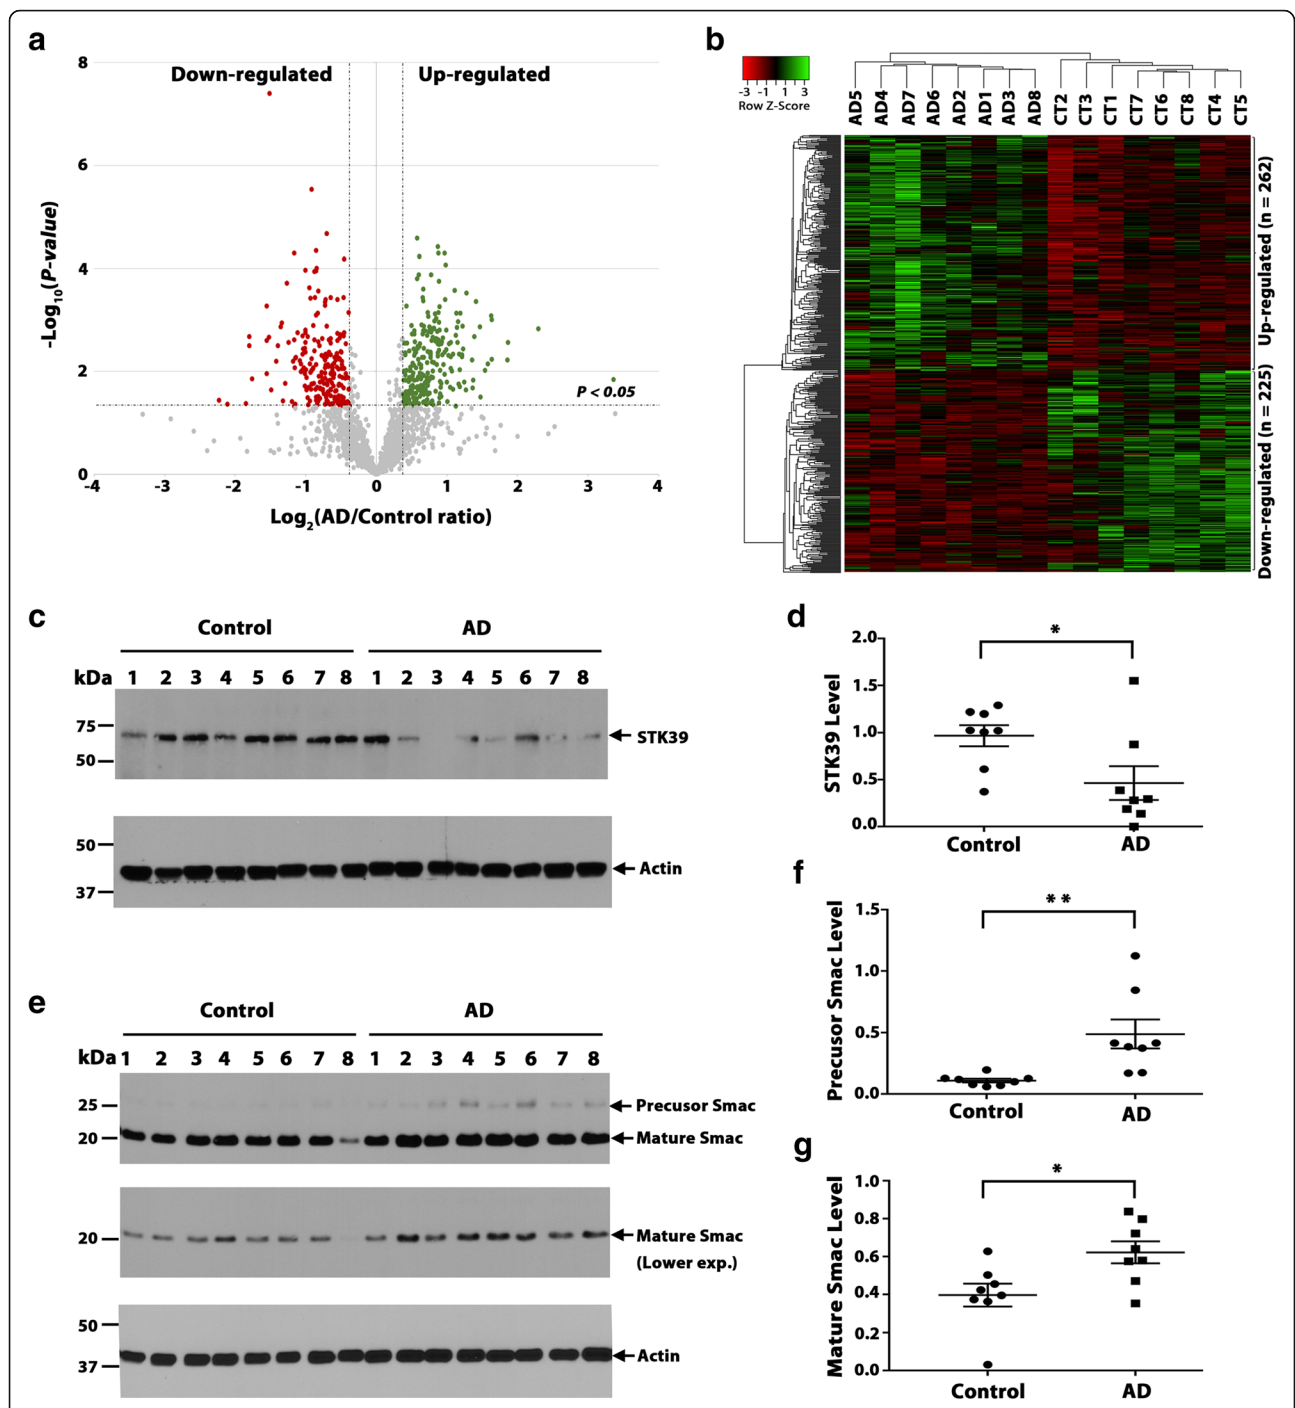 a
8
Down-regulated
Up-regulated
6
4
2
0
-Log10(P-value)
P < 0.05
-4 -3 -2 -1 0 1 2 3 4
Log2(AD/Control ratio)
b
-3 -1 1 3
Row Z-Score
AD5 AD4 AD7 AD6 AD2 AD1 AD3 AD8 CT2 CT3 CT1 CT7 CT6 CT8 CT4 CT5
Up-regulated (n = 262)
Down-regulated (n = 225)
c
Control AD
kDa 1 2 3 4 5 6 7 8 1 2 3 4 5 6 7 8
75
50
STK39
50
37
Actin
d
*
2.0
1.5
1.0
0.5
0.0
STK39 Level
Control AD
e
Control AD
kDa 1 2 3 4 5 6 7 8 1 2 3 4 5 6 7 8
25
Precusor Smac
20
Mature Smac
20
Mature Smac
(Lower exp.)
50
37
Actin
f
**
1.5
1.0
0.5
0.0
Precusor Smac Level
Control AD
g
*
1.0
0.8
0.6
0.4
0.2
0.0
Mature Smac Level
Control AD